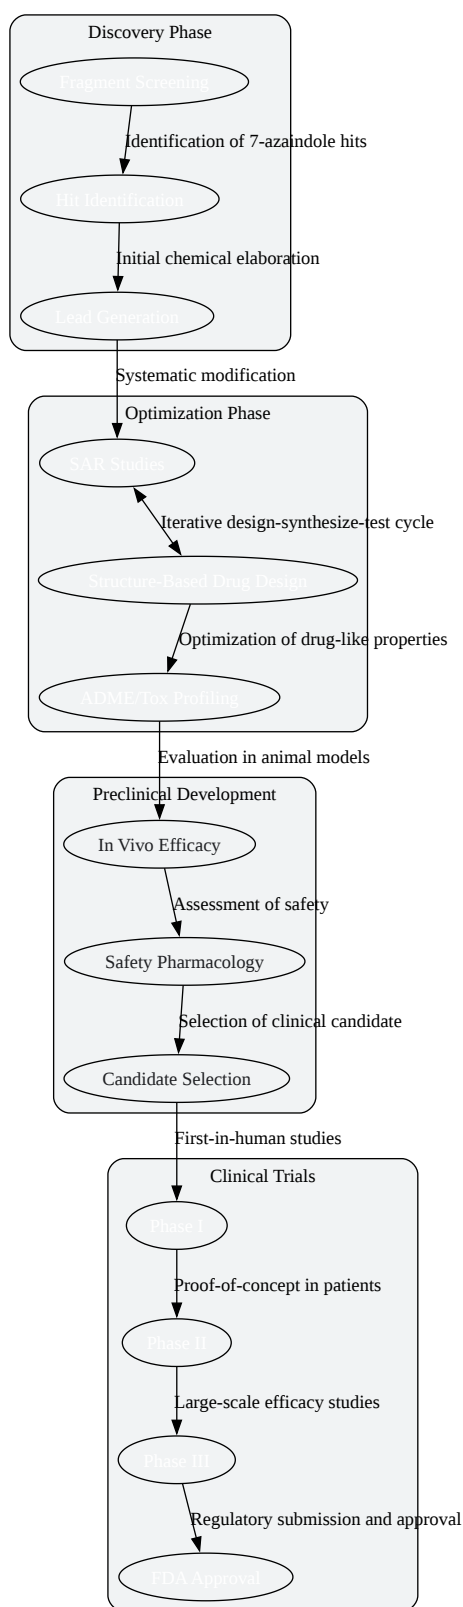 Discovery Phase
Fragment Screening
Identification of 7-azaindole hits
Hit Identification
Initial chemical elaboration
Lead Generation
Systematic modification
Optimization Phase
SAR Studies
Iterative design-synthesize-test cycle
Structure-Based Drug Design
Optimization of drug-like properties
ADME/Tox Profiling
Evaluation in animal models
Preclinical Development
In Vivo Efficacy
Assessment of safety
Safety Pharmacology
Selection of clinical candidate
Candidate Selection
First-in-human studies
Clinical Trials
Phase I
Proof-of-concept in patients
Phase II
Large-scale efficacy studies
Phase III
Regulatory submission and approval
FDA Approval